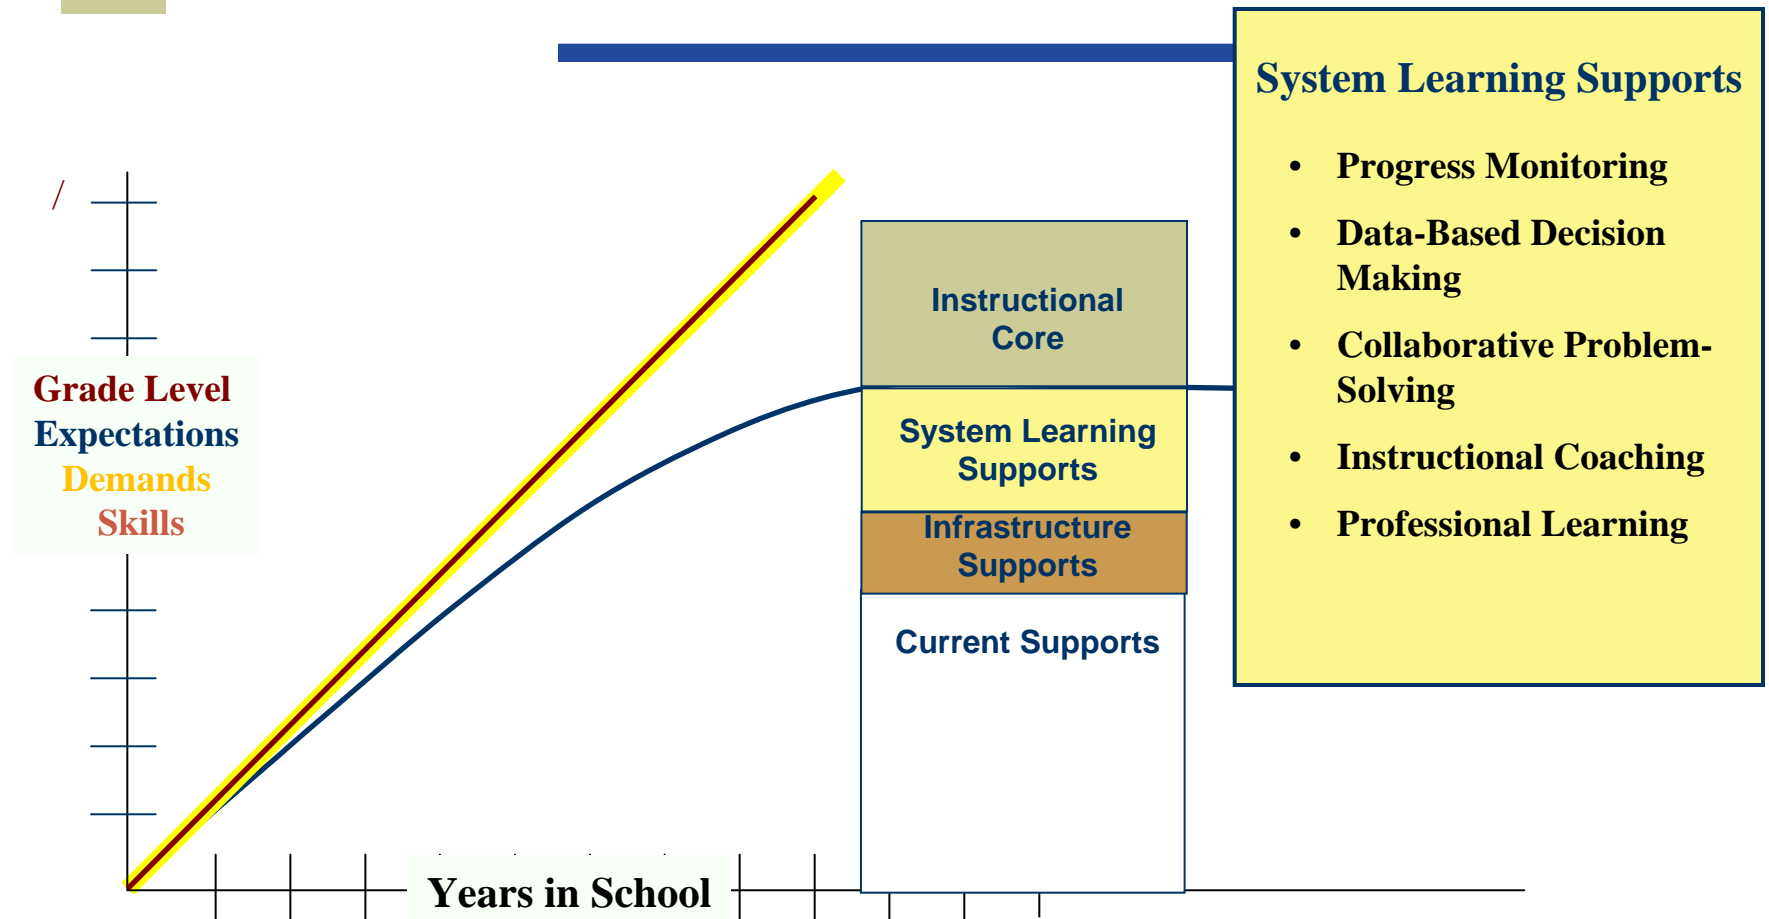 System Learning Supports
• Progress Monitoring
• Data-Based Decision
Making
• Collaborative Problem-
Solving
• Instructional Coaching
• Professional Learning
/
Grade Level
Expectations
Demands
Skills
Instructional
Core
System Learning
Supports
Infrastructure
Supports
Current Supports
Years in School